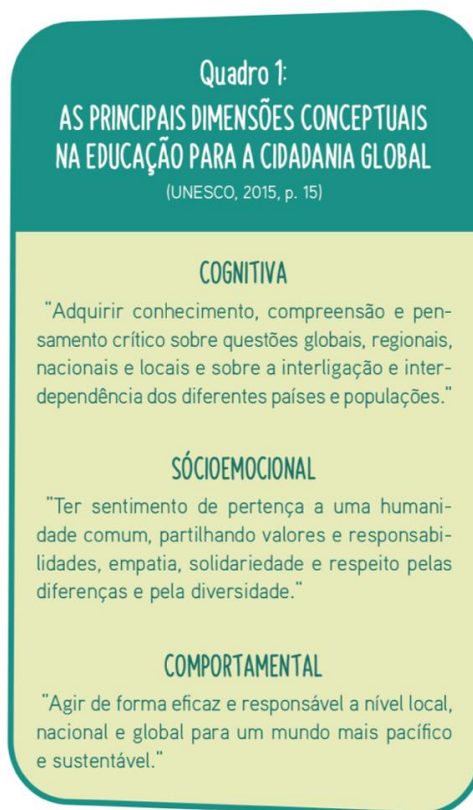 Quadro 1:
AS PRINCIPAIS DIMENSÕES CONCEPTUAIS
NA EDUCAÇÃO PARA A CIDADANIA GLOBAL
(UNESCO, 2015, p. 15)
COGNITIVA
"Adquirir conhecimento, compreensão e pen-
samento crítico sobre questões globais, regionais,
nacionais e locais e sobre a interligação e inter-
dependência dos diferentes países e populações."
SÓCIOEMOCIONAL
"Ter sentimento de pertença a uma humani-
dade comum, partilhando valores e responsabi-
lidades, empatia, solidariedade e respeito pelas
diferenças e pela diversidade."
COMPORTAMENTAL
"Agir de forma eficaz e responsável a nível local,
nacional e global para um mundo mais pacífico
e sustentável."